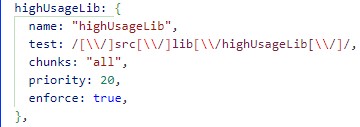 highUsageLib: {
name: "highUsageLib",
test: /[\\/]src[\\/]lib[\\/highUsageLib[\\/]/,
chunks: "all",
priority: 20,
enforce: true,
},